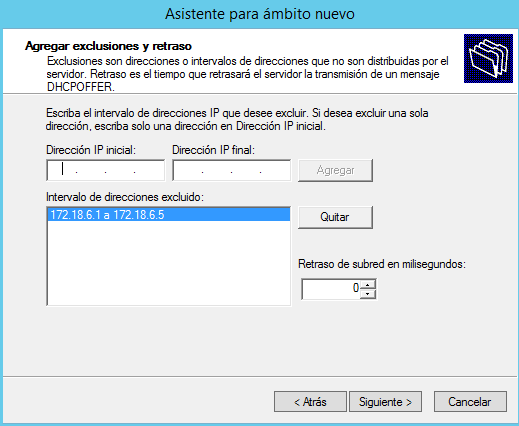 Asistente para ámbito nuevo
Agregar exclusiones y retraso
Exclusiones son direcciones o intervalos de direcciones que no son distribuidas por el
servidor. Retraso es el tiempo que retrasará el servidor la transmisión de un mensaje
DHCPOFFER.
Escriba el intervalo de direcciones IP que desee excluir. Si desea excluir una sola
dirección, escriba solo una dirección en Dirección IP inicial.
Dirección IP inicial: Dirección IP final:
. . . . . . Agregar
Intervalo de direcciones excluido:
172.18.6.1 a 172.18.6.5 Quitar
Retraso de subred en milisegundos:
0
< Atrás Siguiente > Cancelar